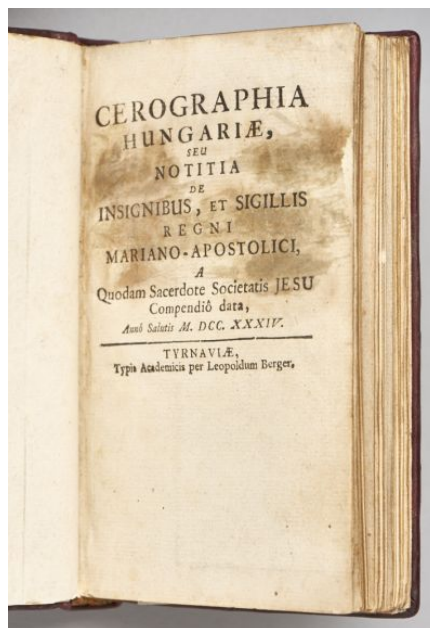 CEROGRAPHIA
HUNGARIÆ,
SEU
NOTITIA
DE
INSIGNIBUS, ET SIGILLIS
REGNI
MARIANO-APOSTOLICI,
A
Quodam Sacerdote Societatis JESU
Compendiô data,
Annô Salutis M. DCC. XXXIV.
TYRNAVIÆ,
Typis Academicis per Leopoldum Berger.